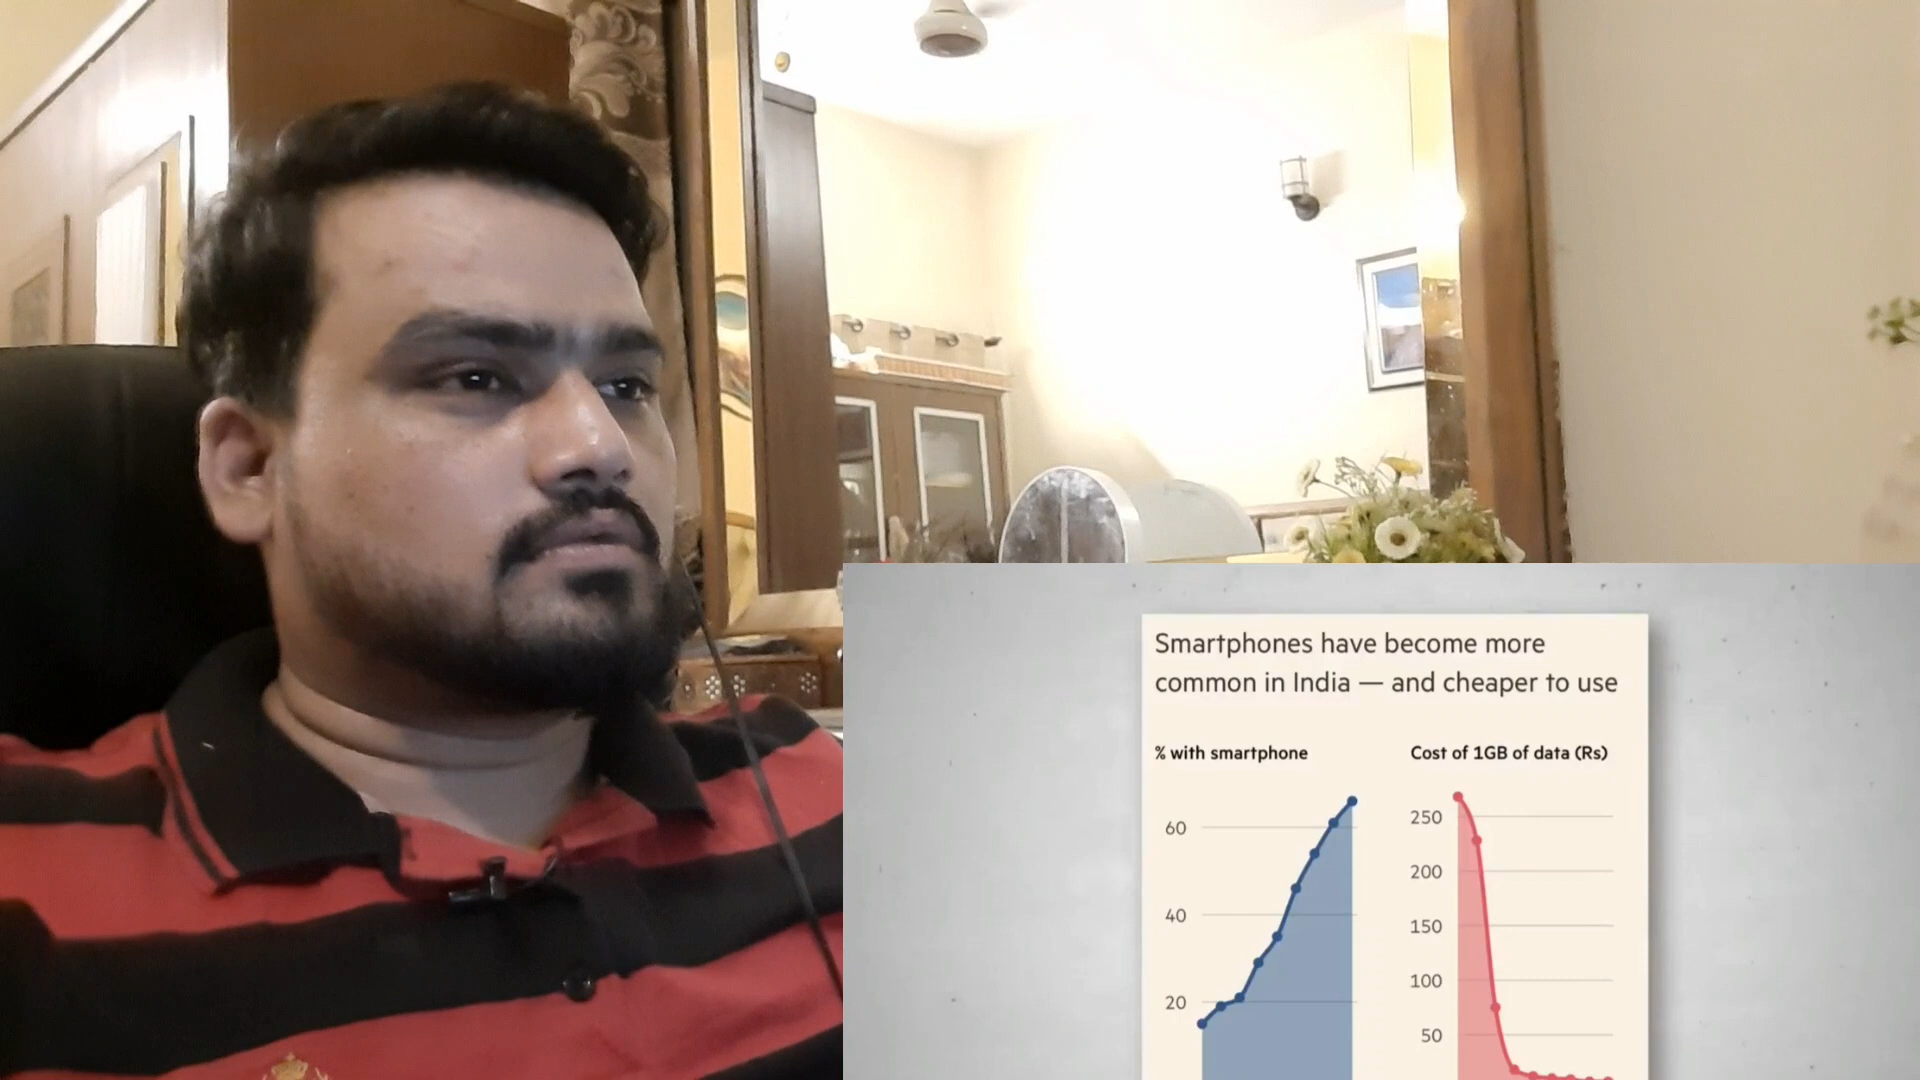 Smartphones have become more
common in India — and cheaper to use
% with smartphone
Cost of 1GB of data (Rs)
60
40
20
250
200
150
100
50